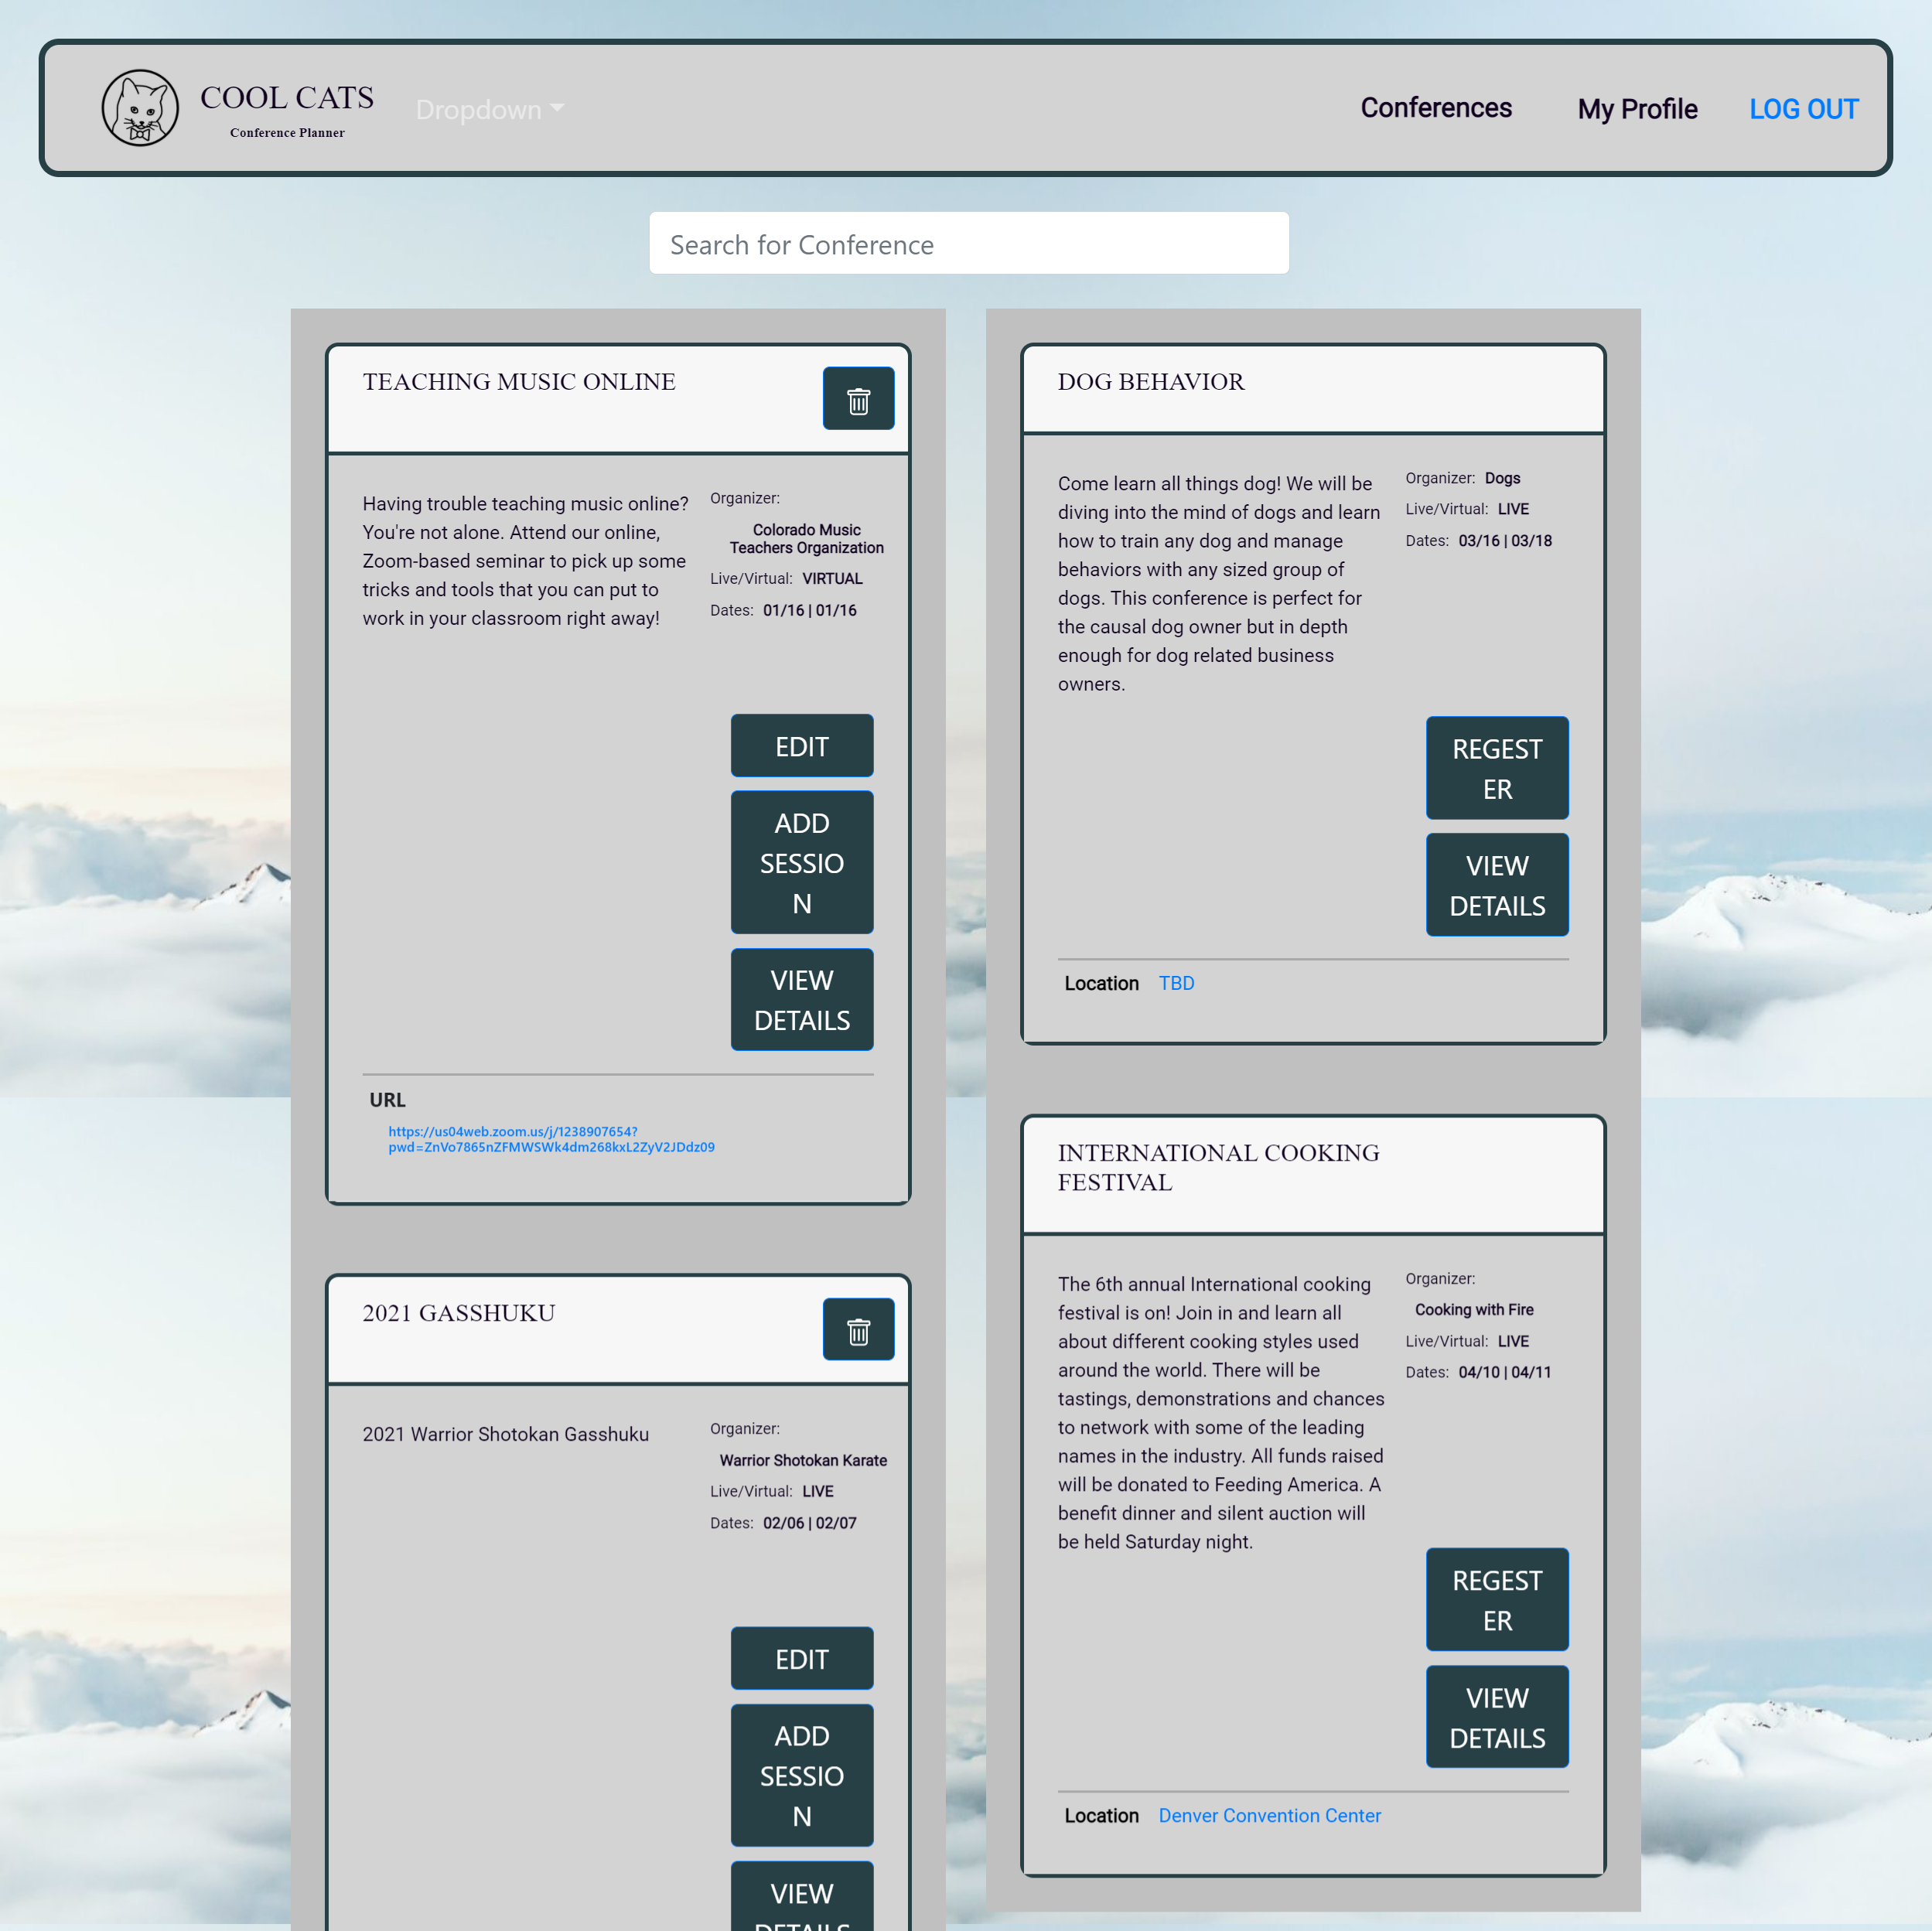 COOL CATS
Conference Planner
Dropdown
Conferences
My Profile
LOG OUT
Search for Conference
TEACHING MUSIC ONLINE
Having trouble teaching music online?
You're not alone. Attend our online,
Zoom-based seminar to pick up some
tricks and tools that you can put to
work in your classroom right away!
Organizer:
Colorado Music
Teachers Organization
Live/Virtual: VIRTUAL
Dates: 01/16 | 01/16
EDIT
ADD
SESSIO
N
VIEW
DETAILS
URL
https://us04web.zoom.us/j/1238907654?
pwd=ZnVo7865nZFMWSWk4dm268kxL2ZyV2JDdz09
2021 GASSHUKU
2021 Warrior Shotokan Gasshuku
Organizer:
Warrior Shotokan Karate
Live/Virtual: LIVE
Dates: 02/06 | 02/07
EDIT
ADD
SESSIO
N
VIEW
DETAILS
DOG BEHAVIOR
Come learn all things dog! We will be
diving into the mind of dogs and learn
how to train any dog and manage
behaviors with any sized group of
dogs. This conference is perfect for
the causal dog owner but in depth
enough for dog related business
owners.
Organizer: Dogs
Live/Virtual: LIVE
Dates: 03/16 | 03/18
REGEST
ER
VIEW
DETAILS
Location TBD
INTERNATIONAL COOKING
FESTIVAL
The 6th annual International cooking
festival is on! Join in and learn all
about different cooking styles used
around the world. There will be
tastings, demonstrations and chances
to network with some of the leading
names in the industry. All funds raised
will be donated to Feeding America. A
benefit dinner and silent auction will
be held Saturday night.
Organizer:
Cooking with Fire
Live/Virtual: LIVE
Dates: 04/10 | 04/11
REGEST
ER
VIEW
DETAILS
Location Denver Convention Center